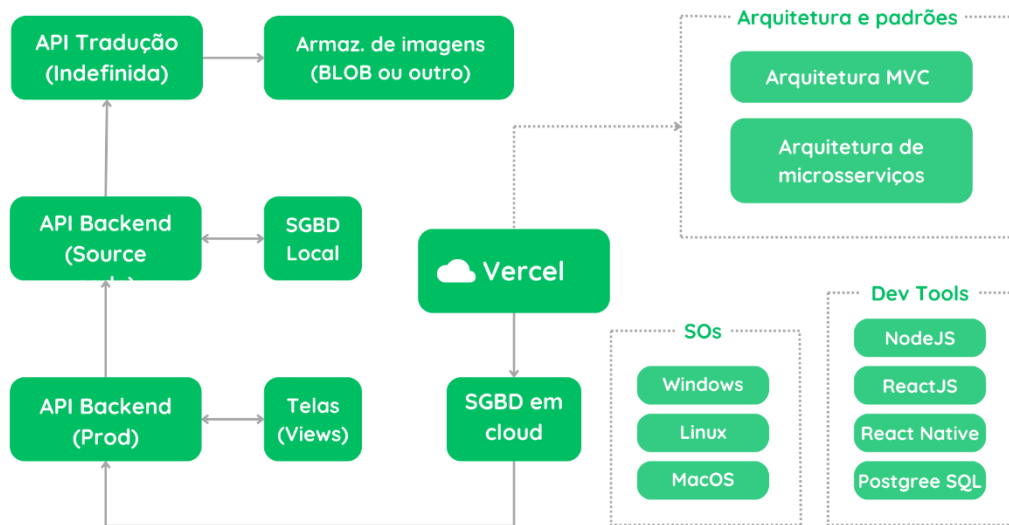 API Tradução
(Indefinida)
Armaz. de imagens
(BLOB ou outro)
Arquitetura e padrões
Arquitetura MVC
Arquitetura de
microsserviços
API Backend
(Source
SGBD
Local
Vercel
Dev Tools
NodeJS
ReactJS
React Native
Postgree SQL
SOs
Windows
Linux
MacOS
API Backend
(Prod)
Telas
(Views)
SGBD em
cloud